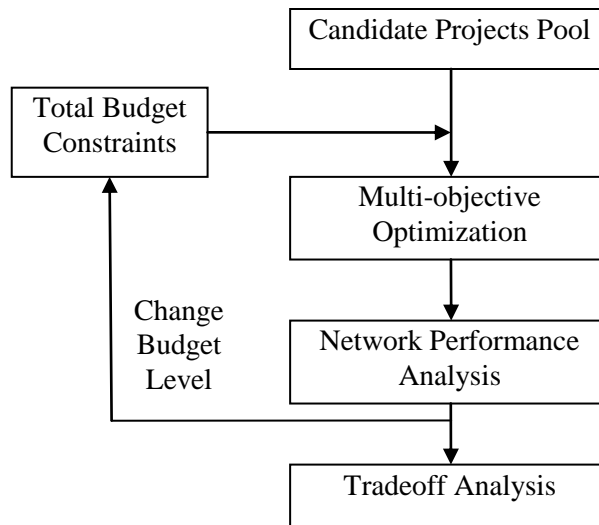 Candidate Projects Pool
Total Budget
Constraints
Multi-objective
Optimization
Change
Budget
Level
Network Performance
Analysis
Tradeoff Analysis